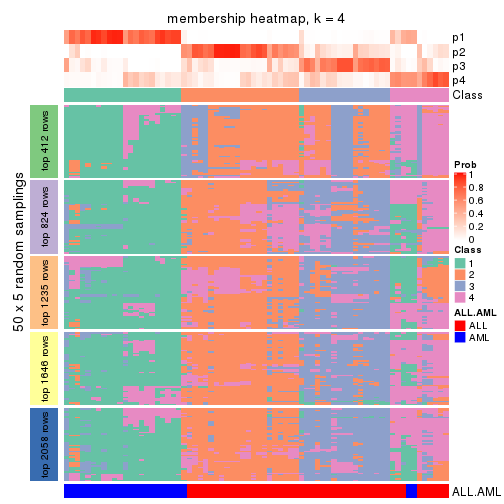 membership heatmap, k = 4
p1
p2
p3
p4
Class
50 x 5 random samplings
top 412 rows
top 824 rows
top 1235 rows
top 1646 rows
top 2058 rows
Prob
1
0.8
0.6
0.4
0.2
0
Class
1
2
3
4
ALL.AML
ALL
AML
ALL.AML